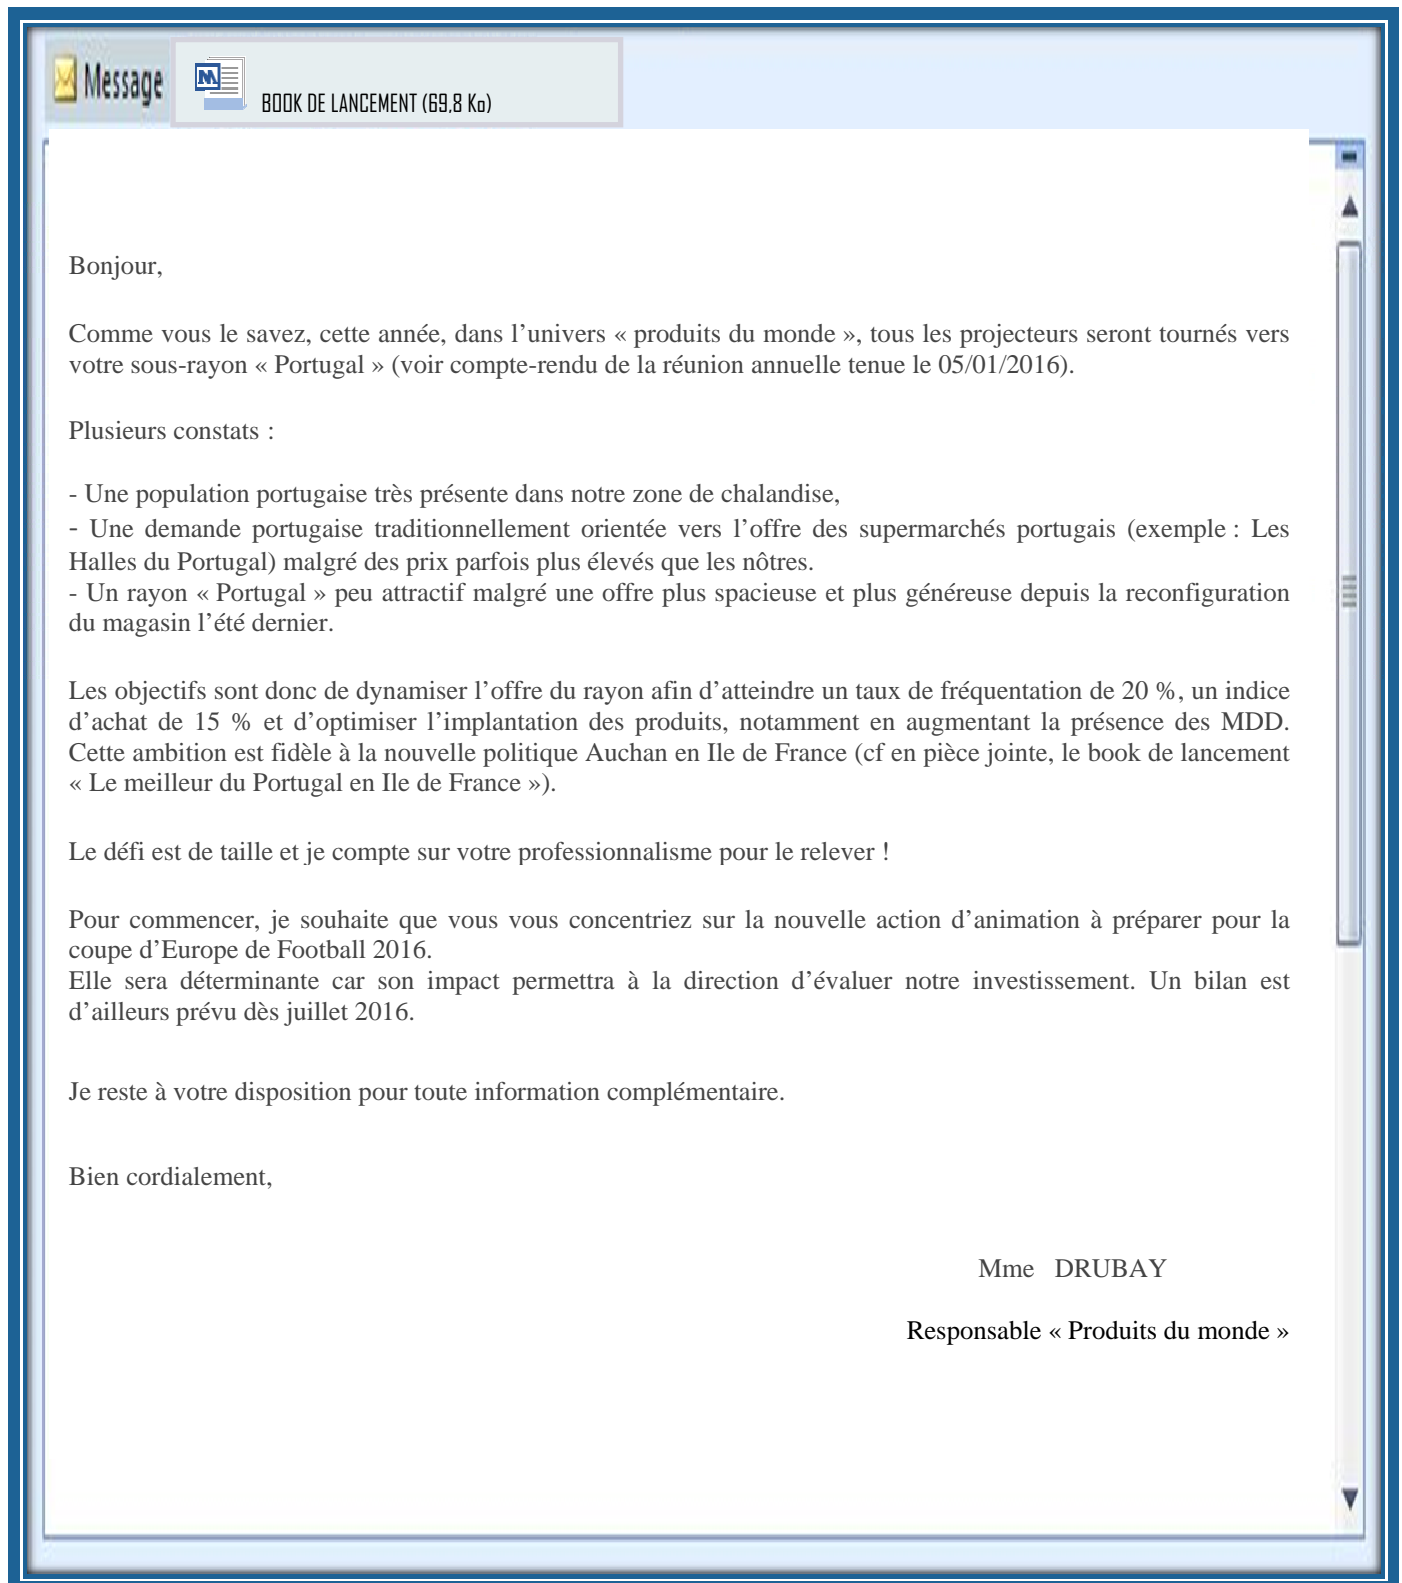 Message
BOOK DE LANCEMENT (69,8 Ko)
Bonjour,
Comme vous le savez, cette année, dans l’univers « produits du monde », tous les projecteurs seront tournés vers
votre sous-rayon « Portugal » (voir compte-rendu de la réunion annuelle tenue le 05/01/2016).
Plusieurs constats :
- Une population portugaise très présente dans notre zone de chalandise,
- Une demande portugaise traditionnellement orientée vers l’offre des supermarchés portugais (exemple : Les
Halles du Portugal) malgré des prix parfois plus élevés que les nôtres.
- Un rayon « Portugal » peu attractif malgré une offre plus spacieuse et plus généreuse depuis la reconfiguration
du magasin l’été dernier.
Les objectifs sont donc de dynamiser l’offre du rayon afin d’atteindre un taux de fréquentation de 20 %, un indice
d’achat de 15 % et d’optimiser l’implantation des produits, notamment en augmentant la présence des MDD.
Cette ambition est fidèle à la nouvelle politique Auchan en Ile de France (cf en pièce jointe, le book de lancement
« Le meilleur du Portugal en Ile de France »).
Le défi est de taille et je compte sur votre professionnalisme pour le relever !
Pour commencer, je souhaite que vous vous concentriez sur la nouvelle action d’animation à préparer pour la
coupe d’Europe de Football 2016.
Elle sera déterminante car son impact permettra à la direction d’évaluer notre investissement. Un bilan est
d’ailleurs prévu dès juillet 2016.
Je reste à votre disposition pour toute information complémentaire.
Bien cordialement,
Mme DRUBAY
Responsable « Produits du monde »